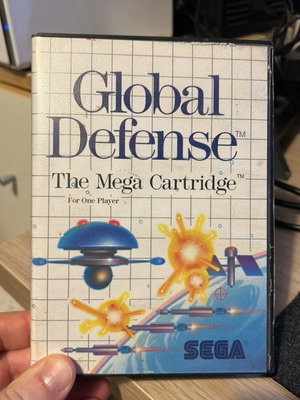 Global
Defense™
The Mega Cartridge™
For One Player
SEGA